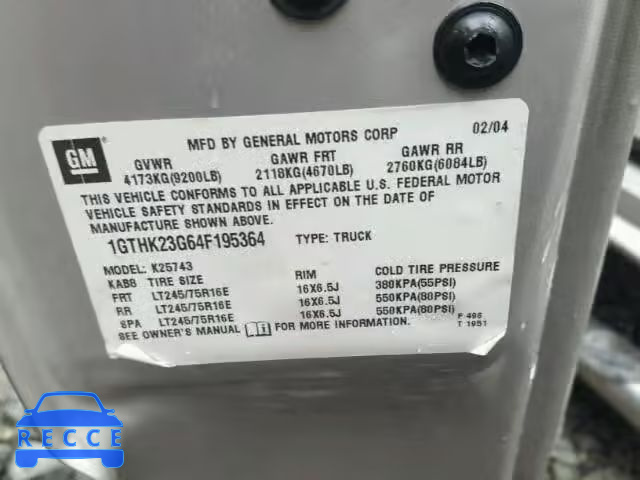 GM
MFD BY GENERAL MOTORS CORP 02/04
GVWR GAWR FRT GAWR RR
4173KG(9200LB) 2118KG(4670LB) 2760KG(6084LB)
THIS VEHICLE CONFORMS TO ALL APPLICABLE U.S. FEDERAL MOTOR
VEHICLE SAFETY STANDARDS IN EFFECT ON THE DATE OF
MANUFACTURE SHOWN ABOVE.
1GTHK23G64F195364 TYPE: TRUCK
MODEL: K25743
KABB TIRE SIZE RIM COLD TIRE PRESSURE
FRT LT245/75R16E 16X6.5J 380KPA(55PSI)
RR LT245/75R16E 16X6.5J 550KPA(80PSI)
SPA LT245/75R16E 16X6.5J 550KPA(80PSI)
SEE OWNER'S MANUAL FOR ADDITIONAL INFORMATION
F 495
T 1951
RECCE